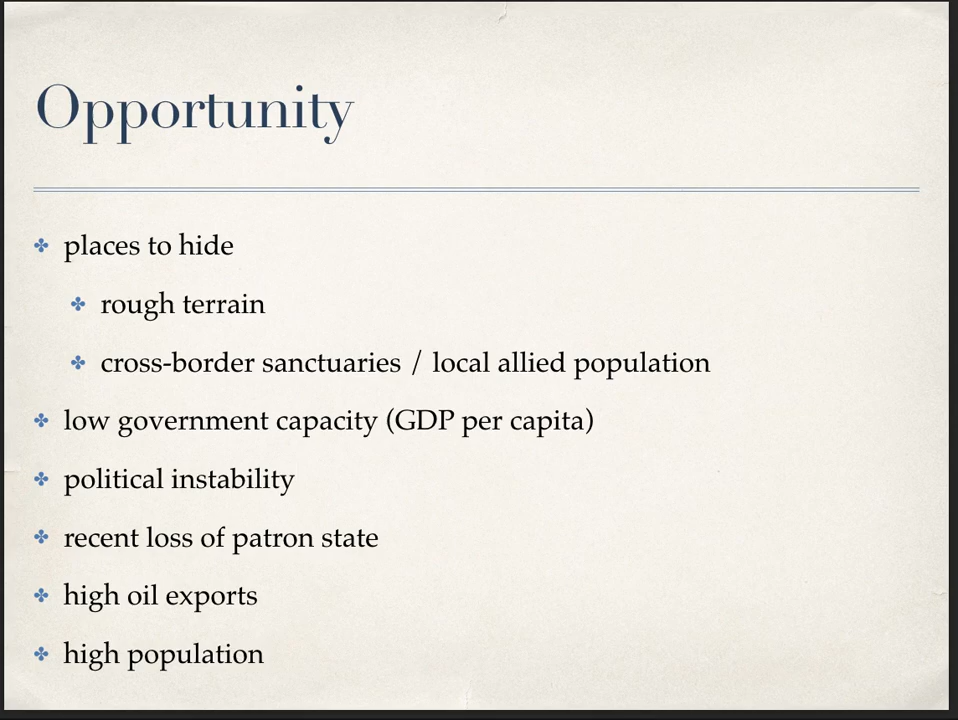 Opportunity
places to hide
rough terrain
cross-border sanctuaries / local allied population
low government capacity (GDP per capita)
political instability
recent loss of patron state
high oil exports
high population